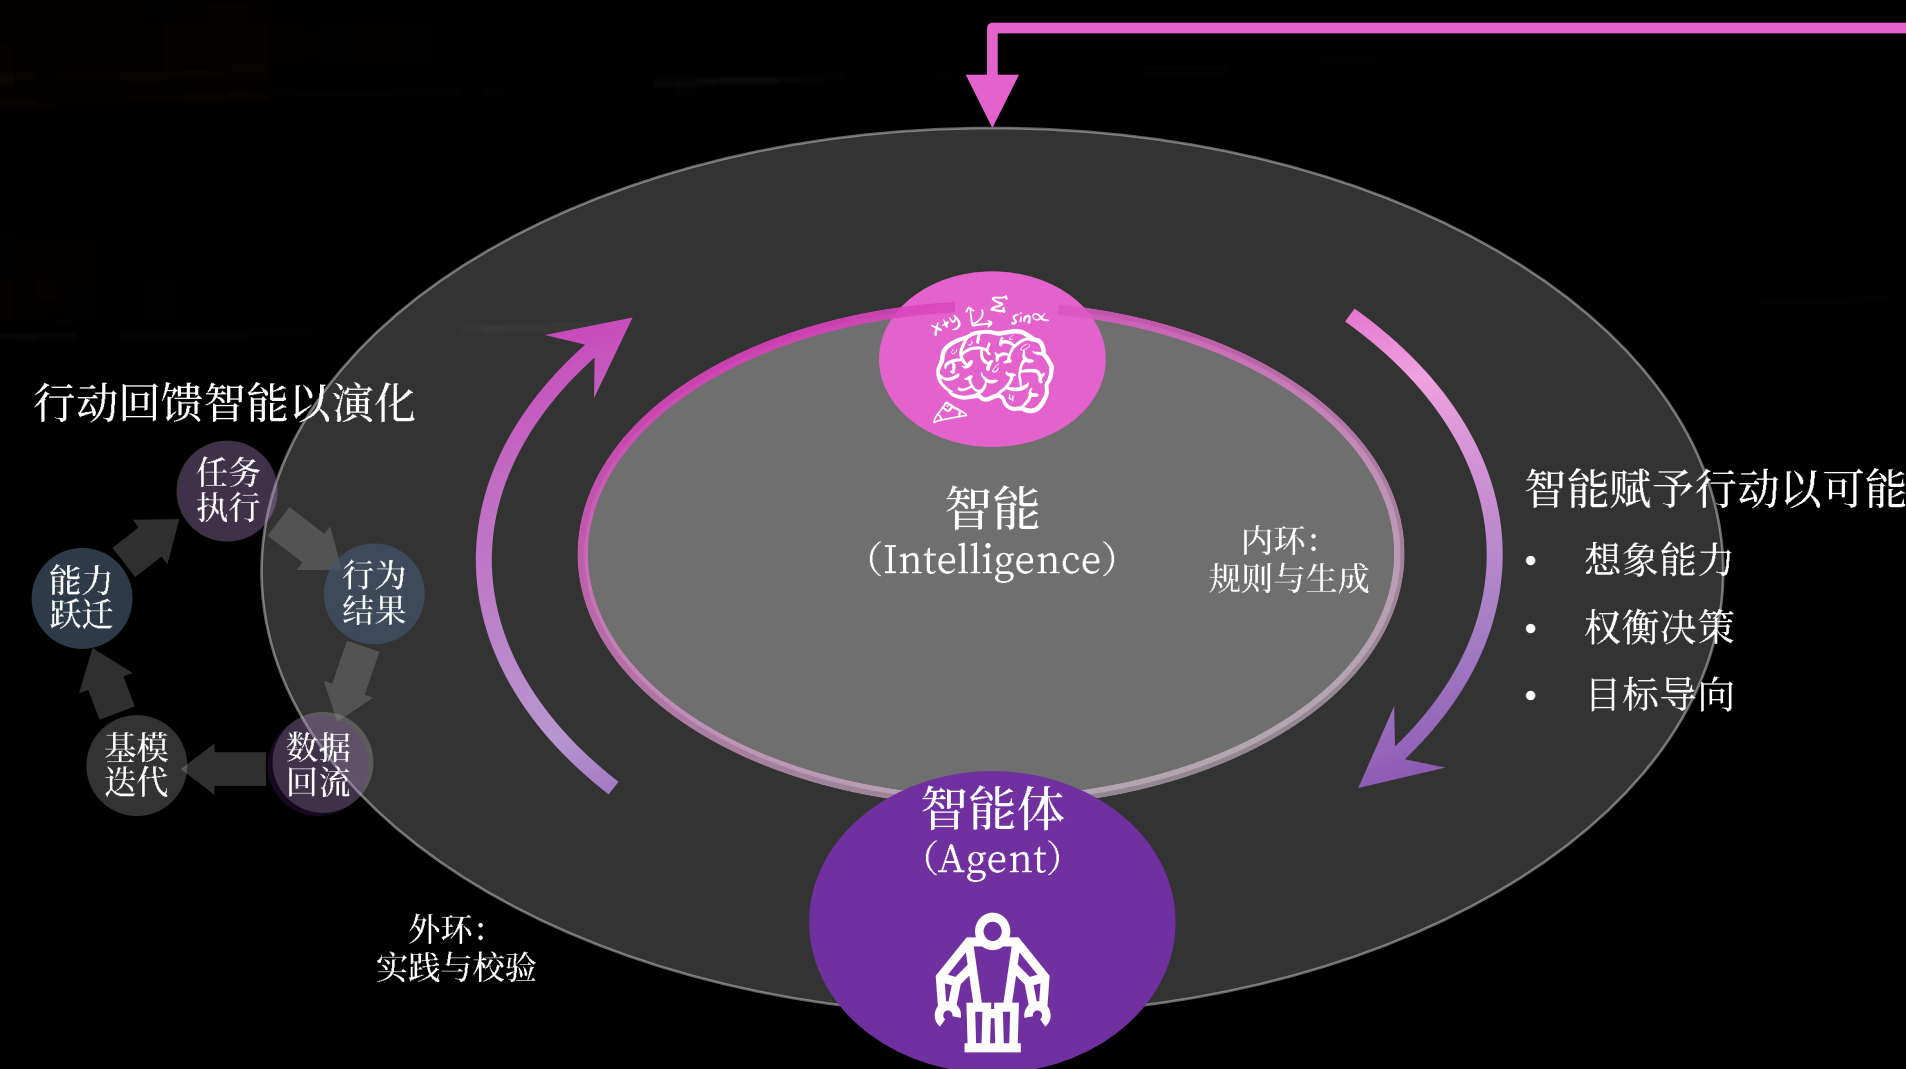 x+y
Σ
sinα
行动回馈智能以演化
任务
执行
能力
跃迁
行为
结果
基模
迭代
数据
回流
智能
（Intelligence）
内环：
规则与生成
智能赋予行动以可能
• 想象能力
• 权衡决策
• 目标导向
智能体
（Agent）
外环：
实践与校验